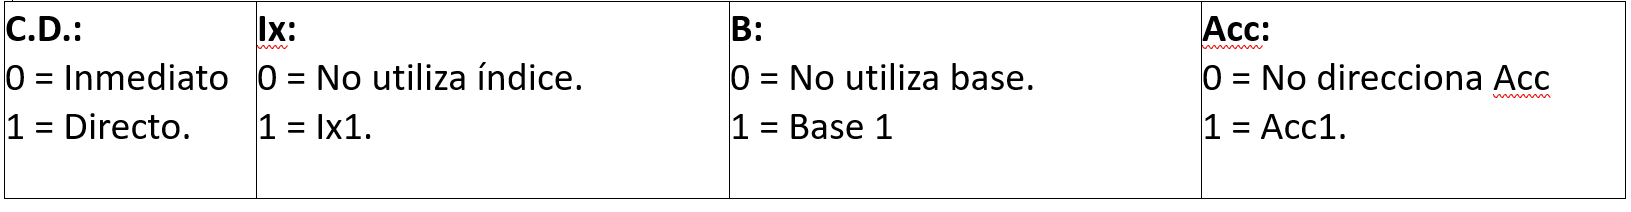 C.D.:
0 = Inmediato
1 = Directo.
Ix:
0 = No utiliza índice.
1 = Ix1.
B:
0 = No utiliza base.
1 = Base 1
Acc:
0 = No direcciona Acc
1 = Acc1.